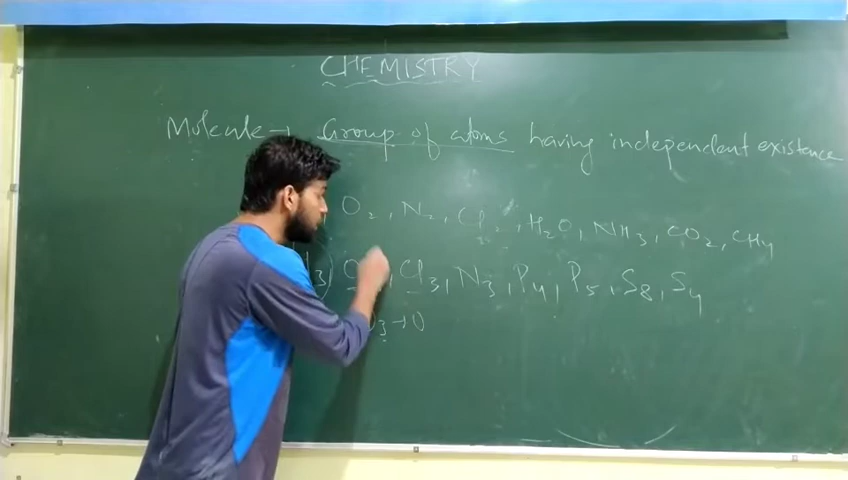 CHEMISTRY
Molecule → Group of atoms having independent existence
, O₂, N₂, Cl₂, H₂O, NH₃, CO₂, CH₄
Cl₃, N₃, P₄, P₅, S₈, S₄
O₃ → O